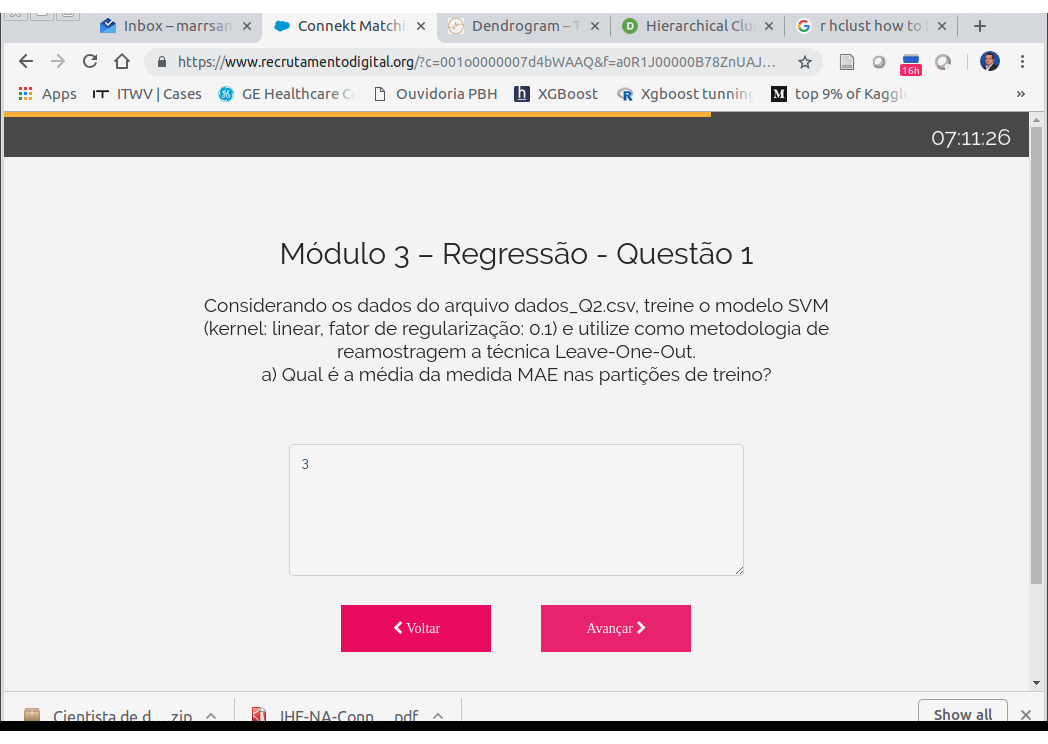 Inbox – marrsan
Connekt Matchi
Dendrogram – T
Hierarchical Clu
r hclust how to
https://www.recrutamentodigital.org/?c=001o0000007d4bWAAQ&f=a0R1J00000B78ZnUAJ...
16h
Apps
ITWV | Cases
GE Healthcare C
Ouvidoria PBH
XGBoost
Xgboost tunning
top 9% of Kaggl
»
07:11:26
Módulo 3 – Regressão - Questão 1
Considerando os dados do arquivo dados_Q2.csv, treine o modelo SVM
(kernel: linear, fator de regularização: 0.1) e utilize como metodologia de
reamostragem a técnica Leave-One-Out.
a) Qual é a média da medida MAE nas partições de treino?
3
Voltar
Avançar
Cientista de d....zip
IHF-NA-Conn....pdf
Show all